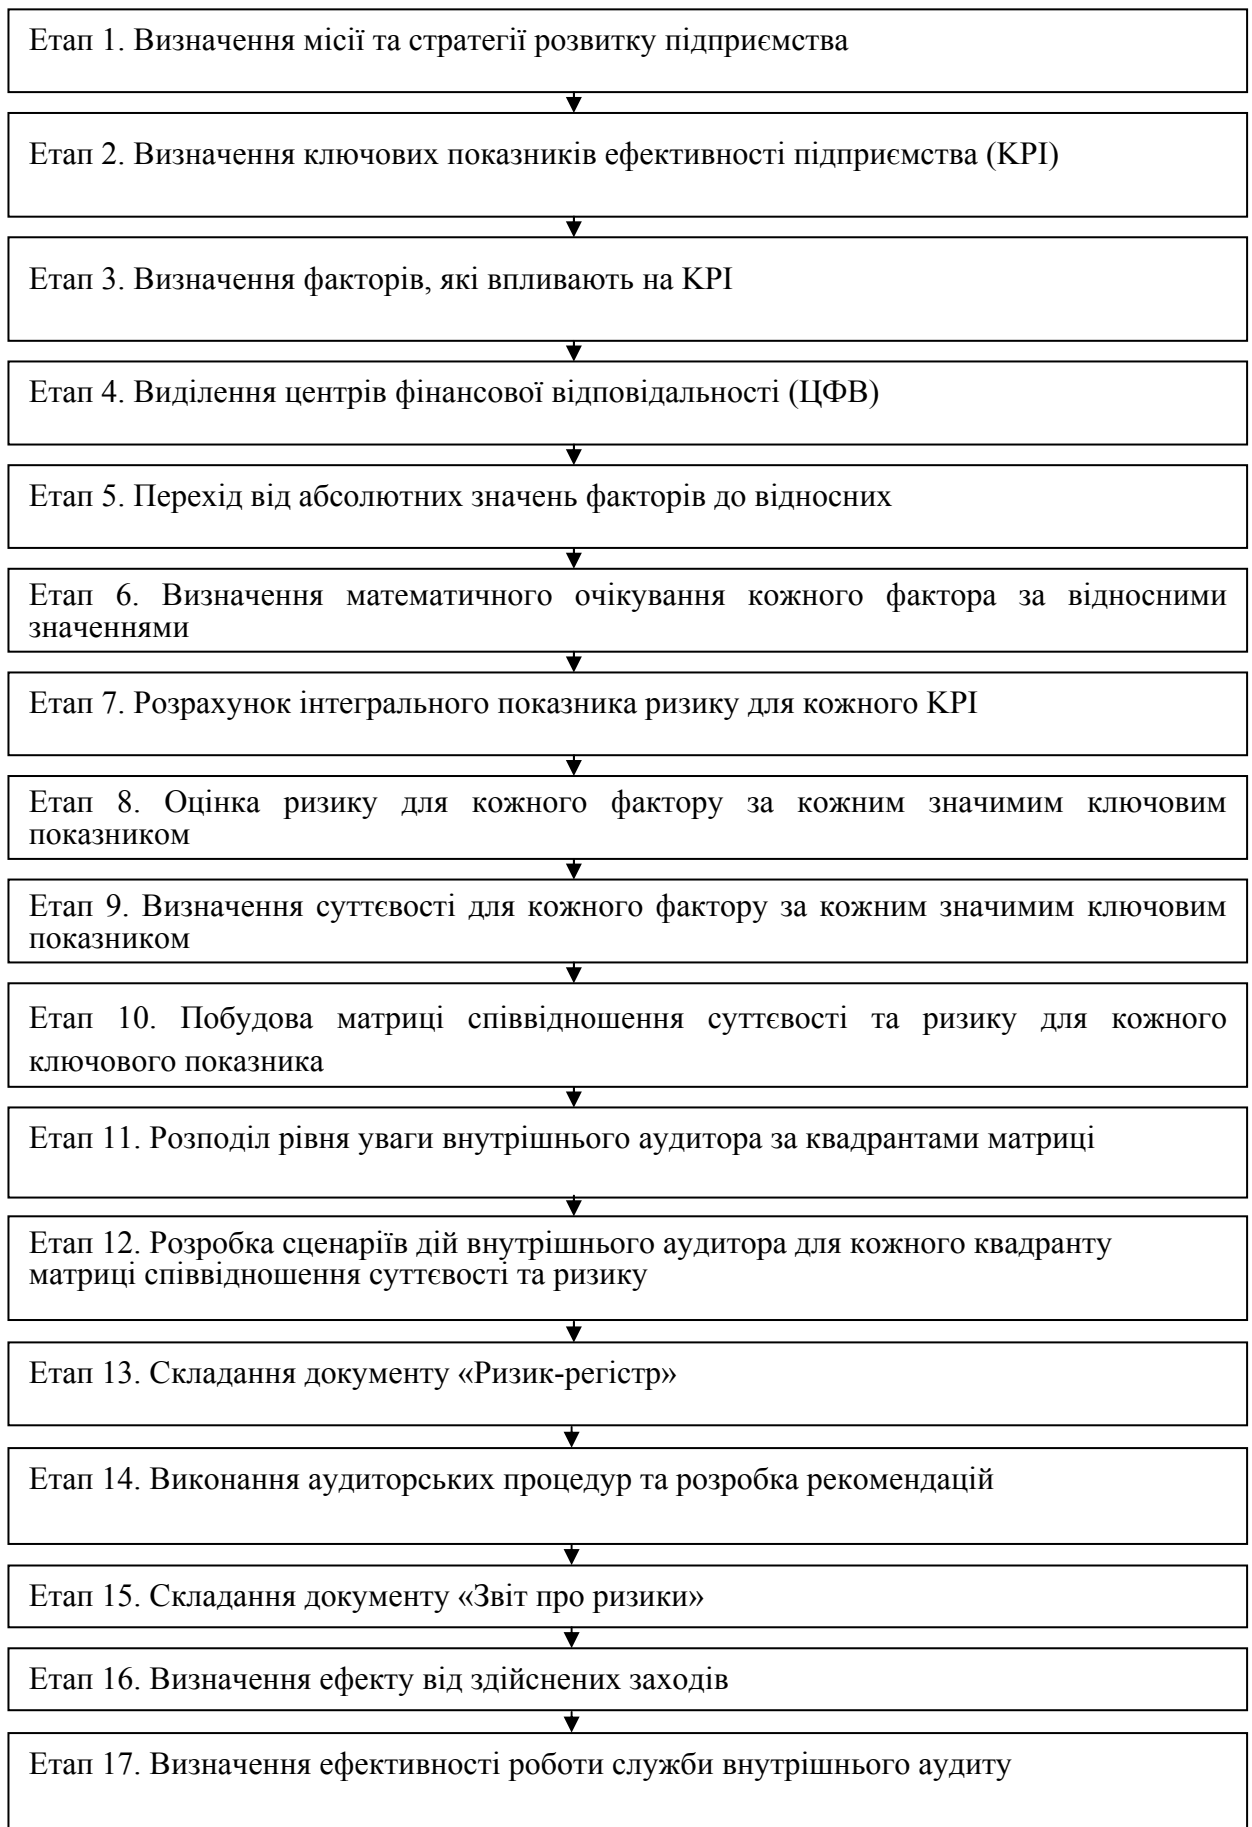 Етап 1. Визначення місії та стратегії розвитку підприємства
Етап 2. Визначення ключових показників ефективності підприємства (KPI)
Етап 3. Визначення факторів, які впливають на KPI
Етап 4. Виділення центрів фінансової відповідальності (ЦФВ)
Етап 5. Перехід від абсолютних значень факторів до відносних
Етап 6. Визначення математичного очікування кожного фактора за відносними
значеннями
Етап 7. Розрахунок інтегрального показника ризику для кожного KPI
Етап 8. Оцінка ризику для кожного фактору за кожним значимим ключовим
показником
Етап 9. Визначення суттєвості для кожного фактору за кожним значимим ключовим
показником
Етап 10. Побудова матриці співвідношення суттєвості та ризику для кожного
ключового показника
Етап 11. Розподіл рівня уваги внутрішнього аудитора за квадрантами матриці
Етап 12. Розробка сценаріїв дій внутрішнього аудитора для кожного квадранту
матриці співвідношення суттєвості та ризику
Етап 13. Складання документу «Ризик-регістр»
Етап 14. Виконання аудиторських процедур та розробка рекомендацій
Етап 15. Складання документу «Звіт про ризики»
Етап 16. Визначення ефекту від здійснених заходів
Етап 17. Визначення ефективності роботи служби внутрішнього аудиту